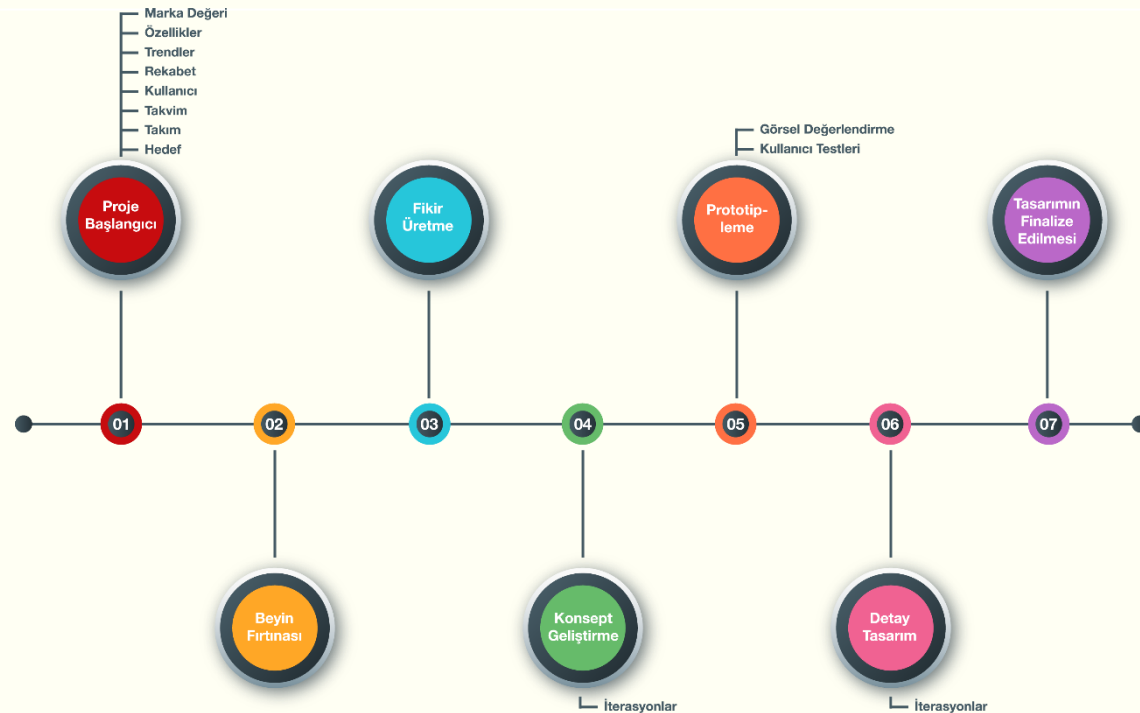 Marka Değeri
Özellikler
Trendler
Rekabet
Kullanıcı
Takvim
Takım
Hedef
Proje
Başlangıcı
Fikir
Üretme
Görsel Değerlendirme
Kullanıcı Testleri
Prototip-
leme
Tasarımın
Finalize
Edilmesi
01
02
03
04
05
06
07
Beyin
Fırtınası
Konsept
Geliştirme
İterasyonlar
Detay
Tasarım
İterasyonlar